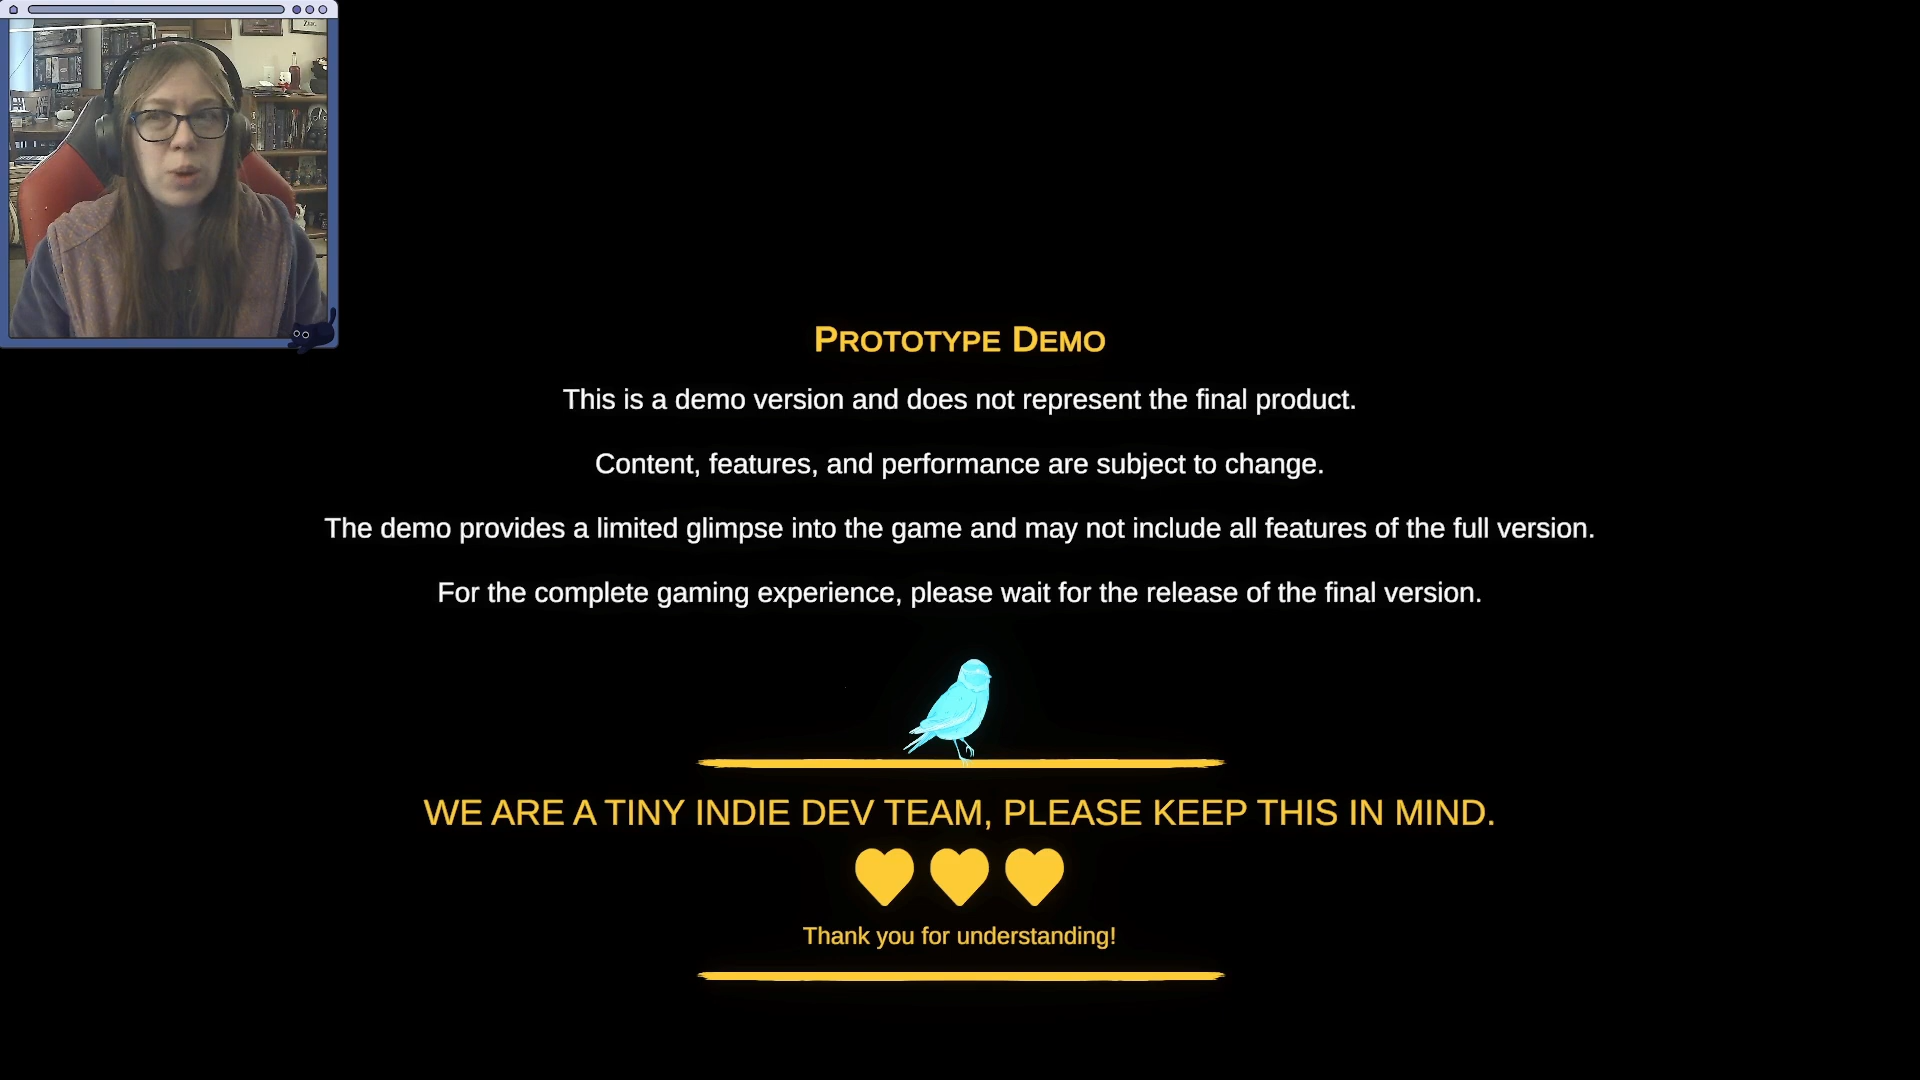 PROTOTYPE DEMO
This is a demo version and does not represent the final product.
Content, features, and performance are subject to change.
The demo provides a limited glimpse into the game and may not include all features of the full version.
For the complete gaming experience, please wait for the release of the final version.
WE ARE A TINY INDIE DEV TEAM, PLEASE KEEP THIS IN MIND.
Thank you for understanding!